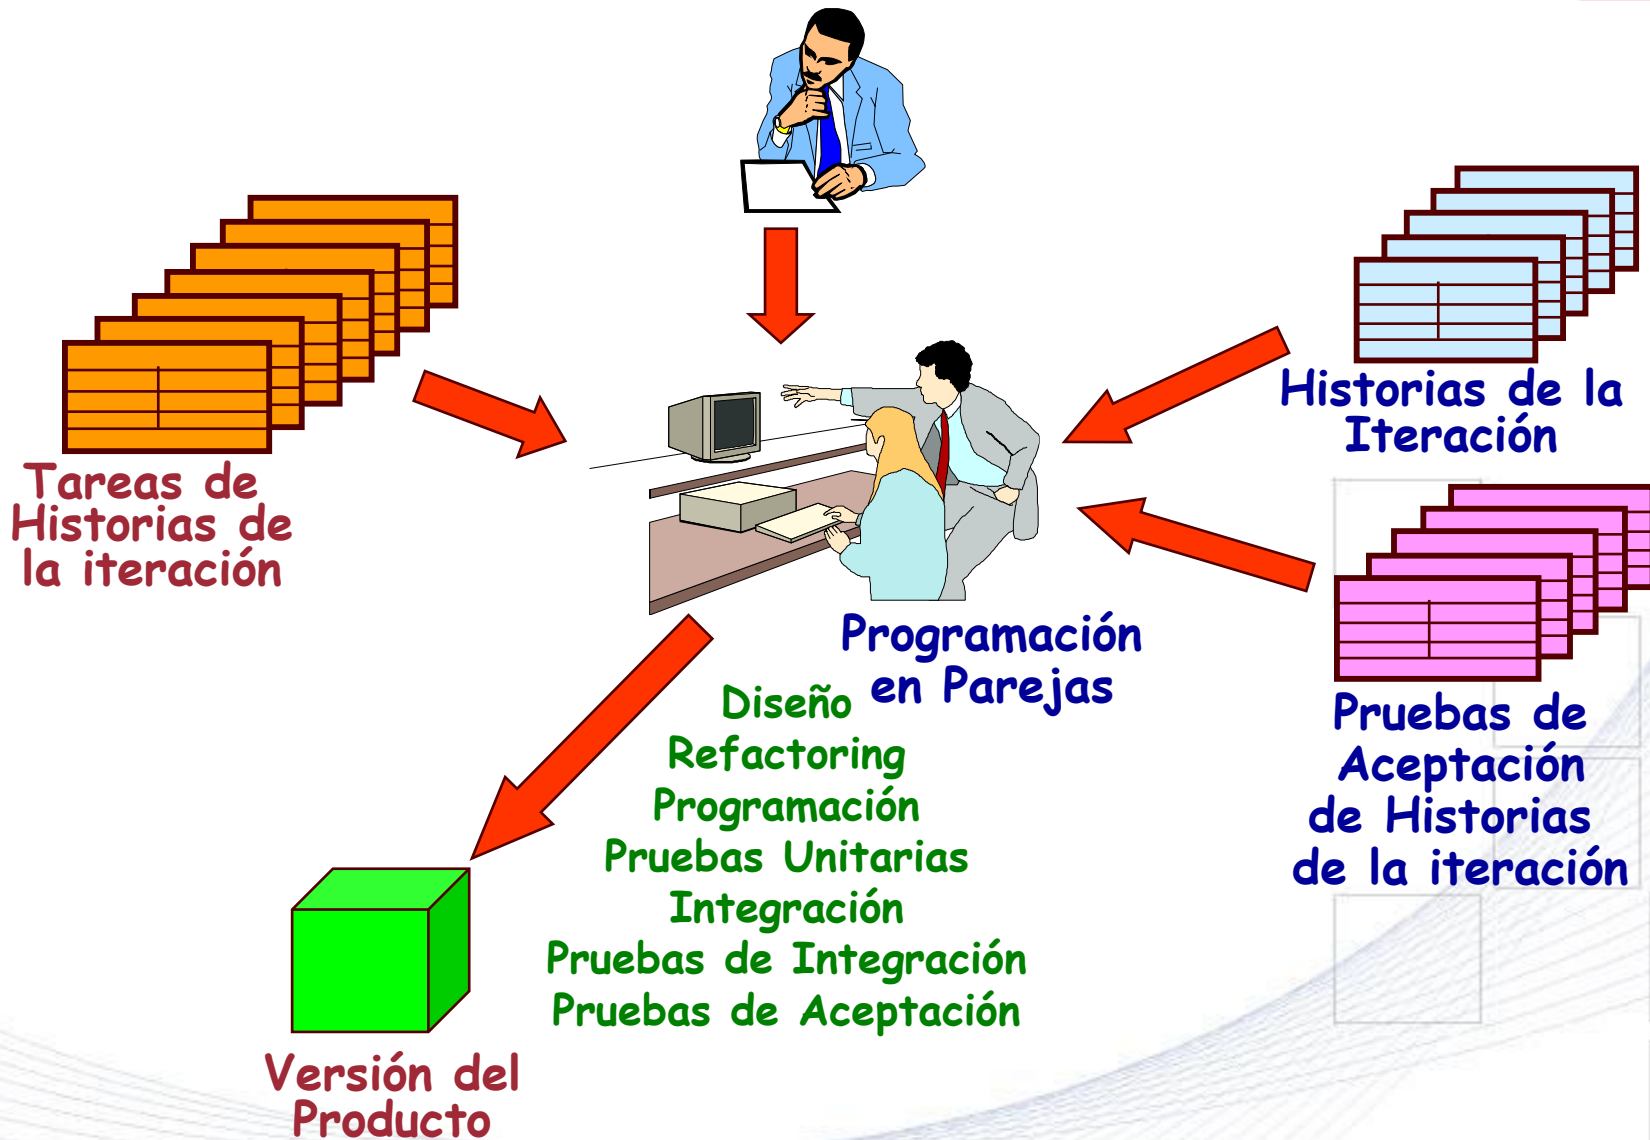 Tareas de
Historias de
la iteración
Historias de la
Iteración
Programación
en Parejas
Pruebas de
Aceptación
de Historias
de la iteración
Diseño
Refactoring
Programación
Pruebas Unitarias
Integración
Pruebas de Integración
Pruebas de Aceptación
Versión del
Producto